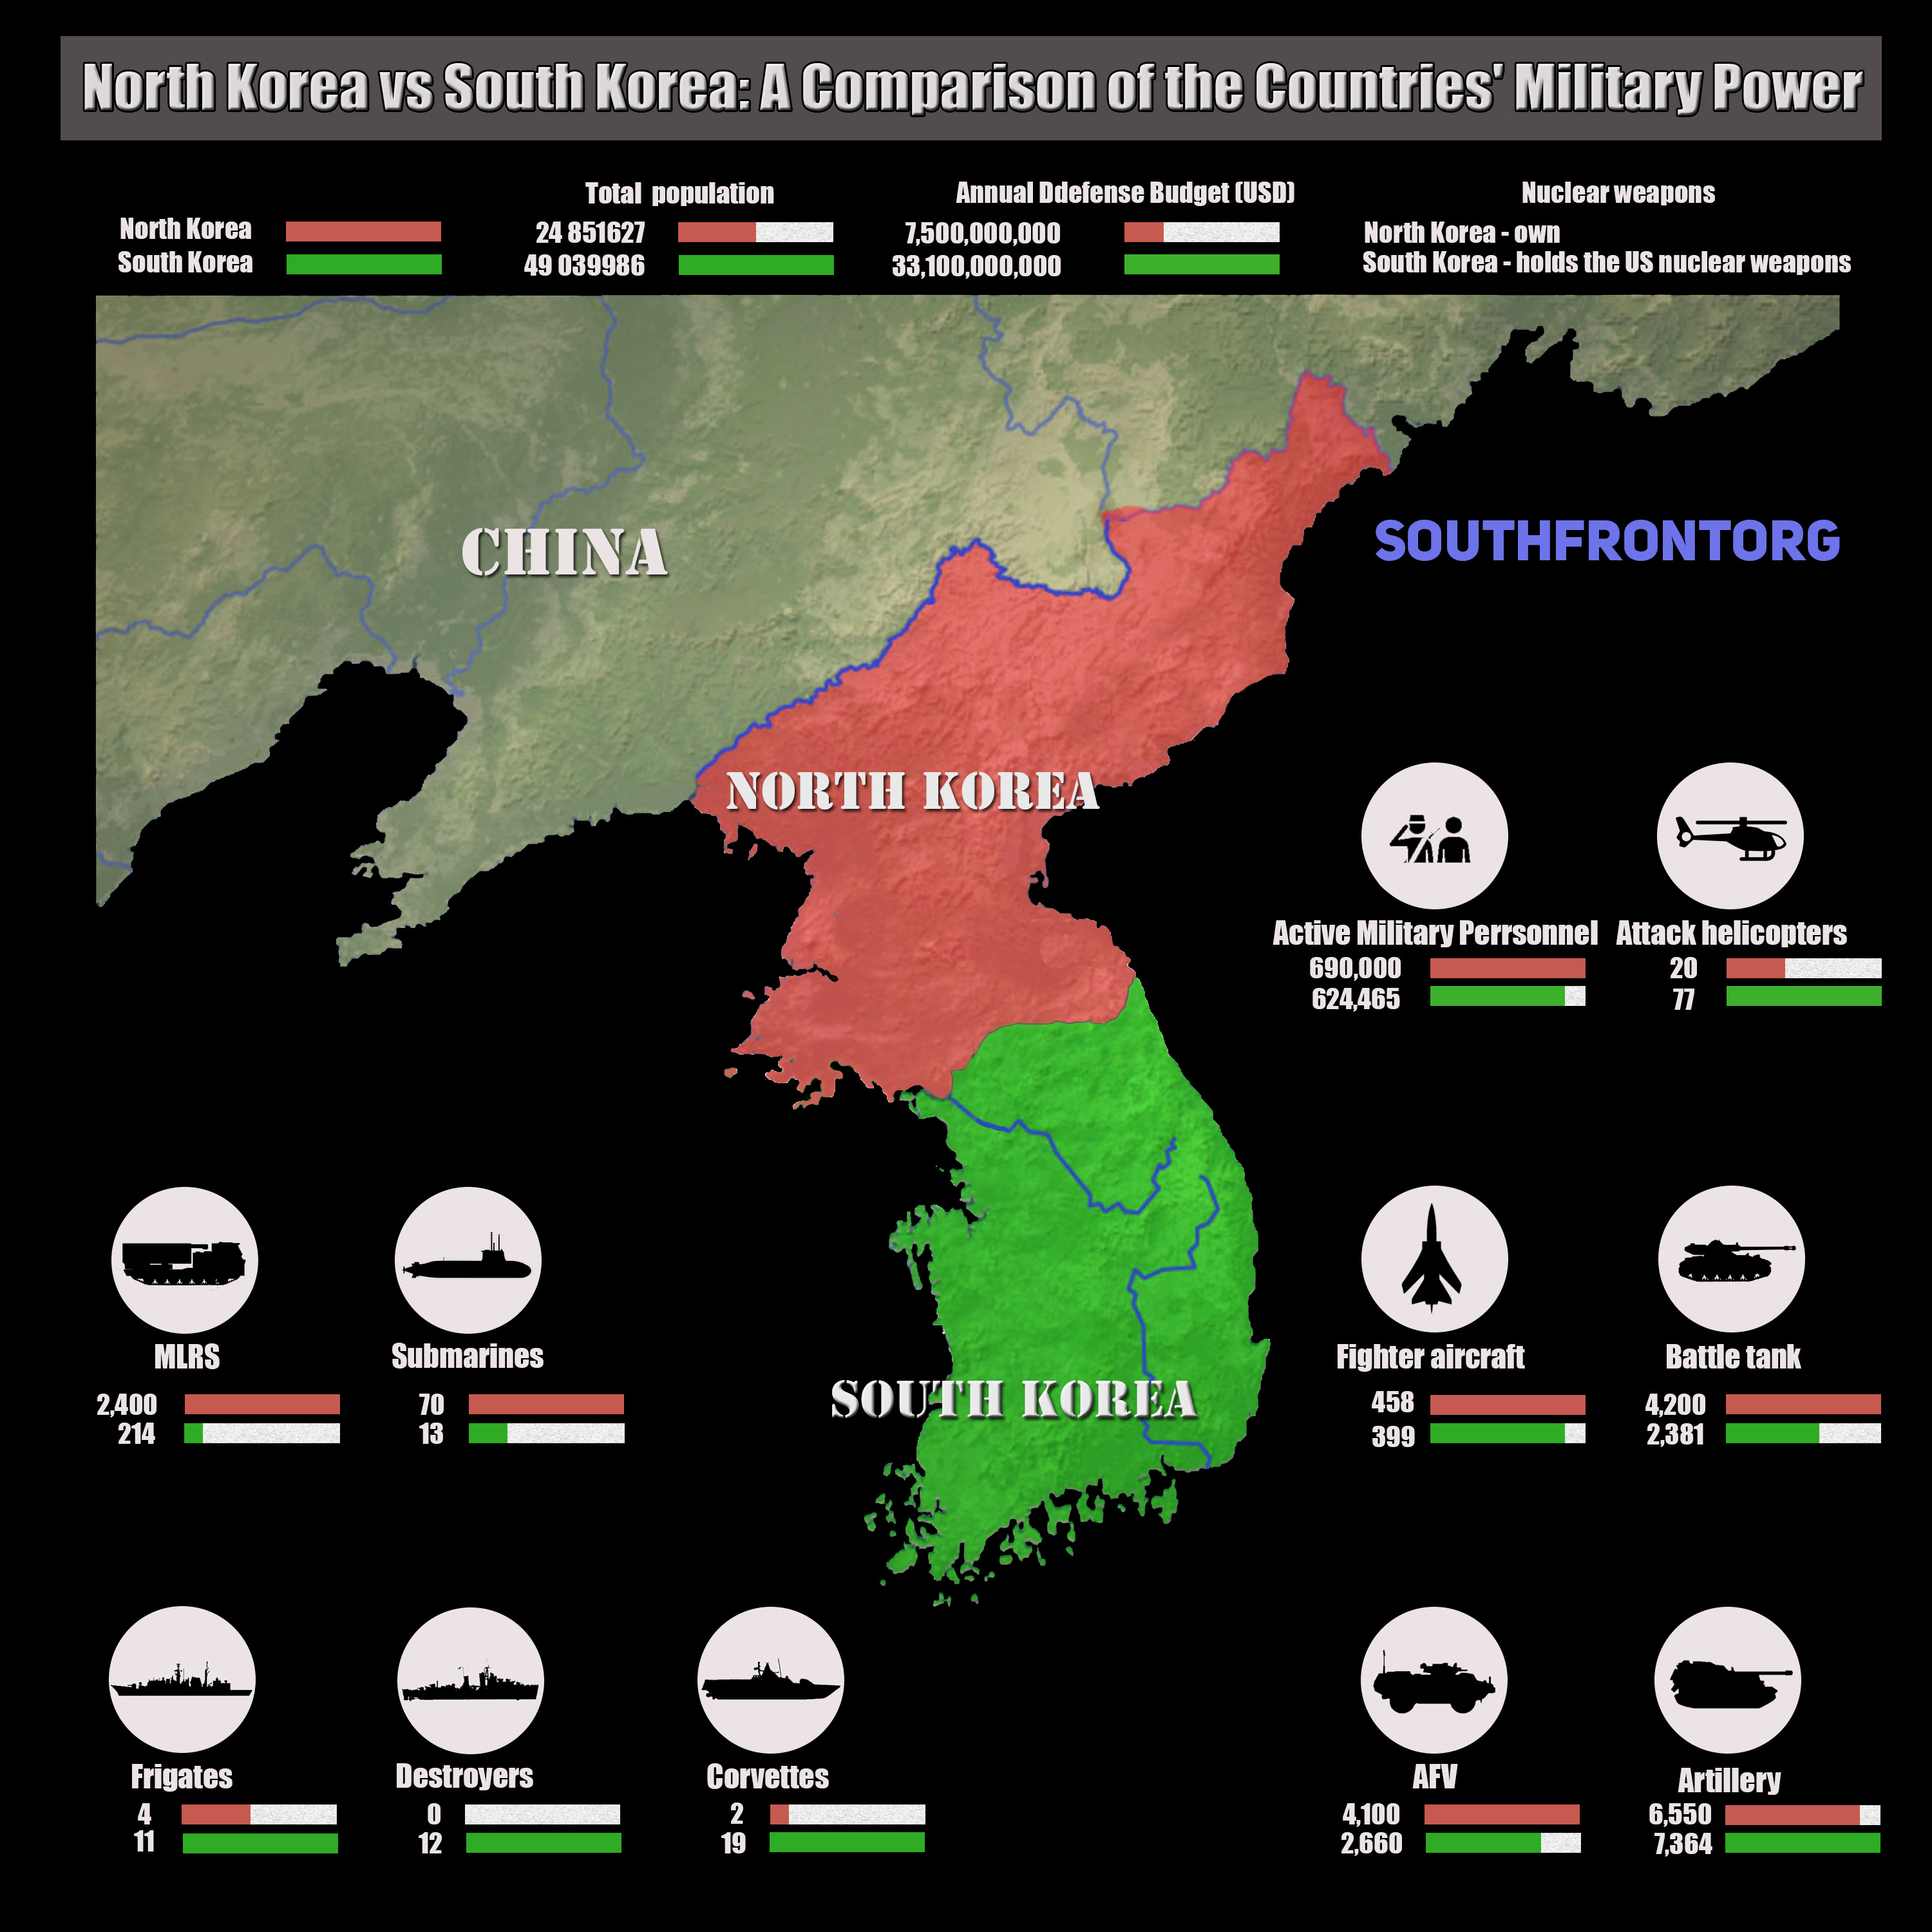 North Korea vs South Korea: A Comparison of the Countries' Military Power
North Korea
South Korea
Total population
24 851627
49 039986
Annual Ddefense Budget (USD)
7,500,000,000
33,100,000,000
Nuclear weapons
North Korea - own
South Korea - holds the US nuclear weapons
CHINA
SOUTHFRONTORG
NORTH KOREA
Active Military Perrsonnel
690,000
624,465
Attack helicopters
20
77
MLRS
2,400
214
Submarines
70
13
SOUTH KOREA
Fighter aircraft
458
399
Battle tank
4,200
2,381
Frigates
4
11
Destroyers
0
12
Corvettes
2
19
AFV
4,100
2,660
Artillery
6,550
7,364